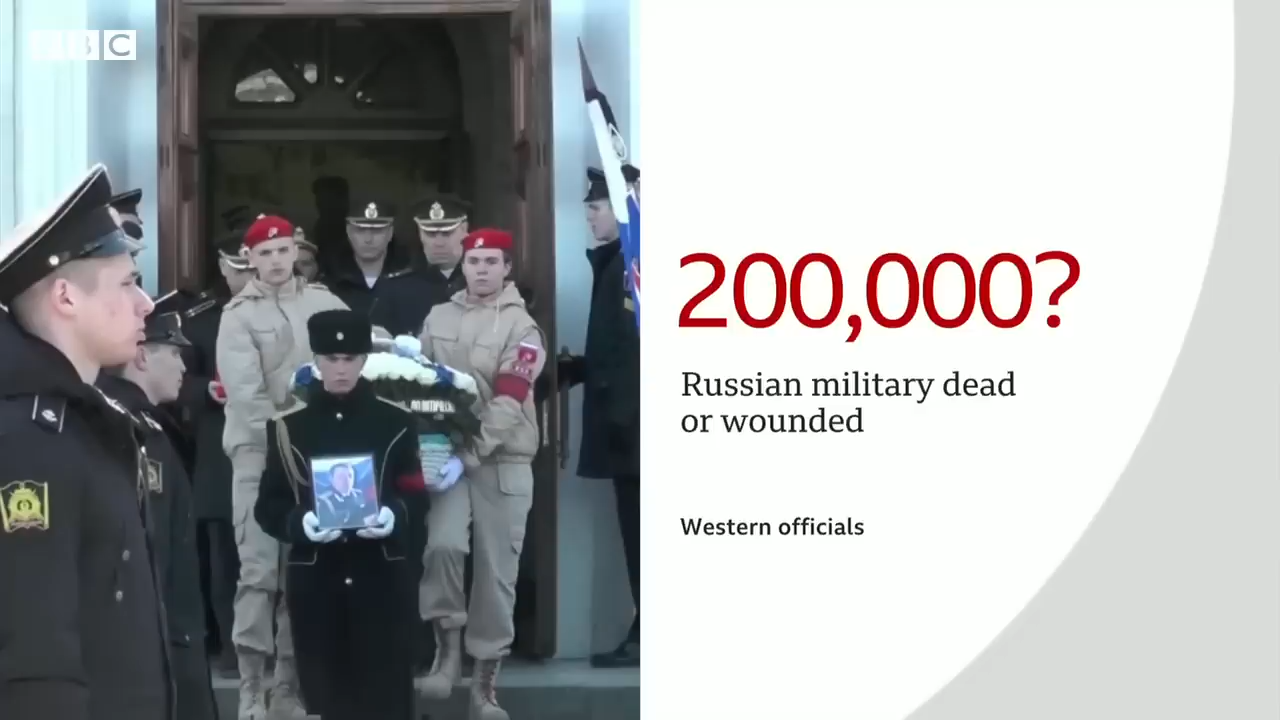 BBC
200,000?
Russian military dead
or wounded
Western officials